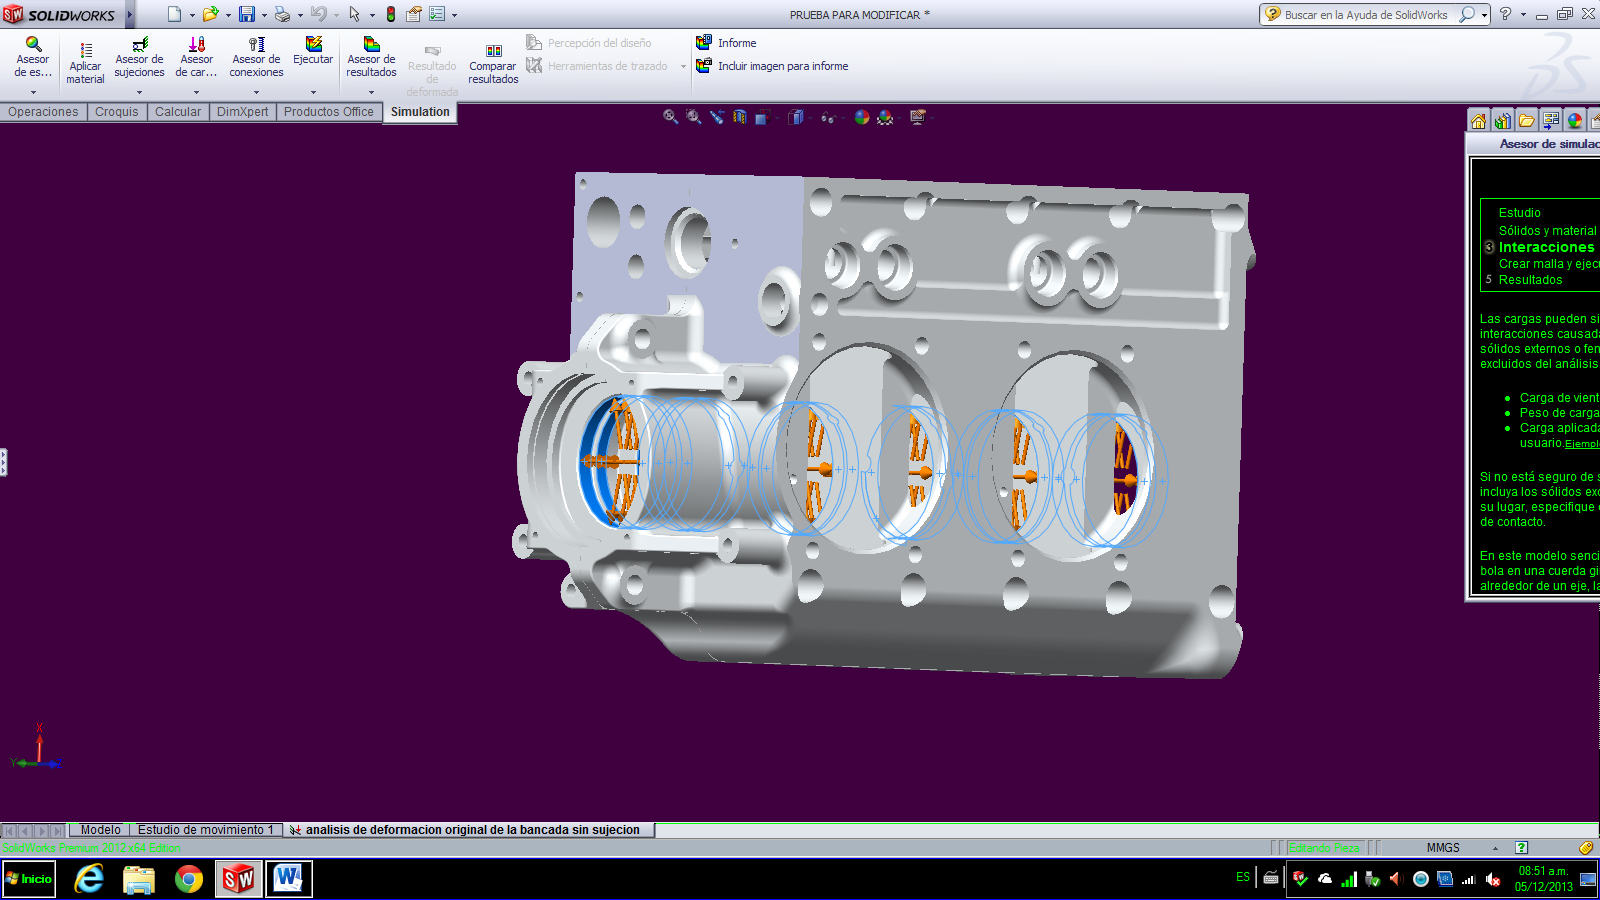 SOLIDWORKS
PRUEBA PARA MODIFICAR *
Buscar en la Ayuda de SolidWorks
Asesor de es...
Aplicar material
Asesor de sujeciones
Asesor de car...
Asesor de conexiones
Ejecutar
Asesor de resultados
Resultado de deformada
Comparar resultados
Percepción del diseño
Herramientas de trazado
Informe
Incluir imagen para informe
Operaciones
Croquis
Calcular
DimXpert
Productos Office
Simulation
Asesor de simulac
Estudio
Sólidos y material
3 Interacciones
Crear malla y ejecu
5 Resultados
Las cargas pueden si
interacciones causada
sólidos externos o fen
excluidos del análisis
Carga de vient
Peso de carga
Carga aplicada
usuario.Ejemplo
Si no está seguro de s
incluya los sólidos exc
su lugar, especifique
de contacto.
En este modelo senci
bola en una cuerda gi
alrededor de un eje, la
X
Y
Modelo
Estudio de movimiento 1
analisis de deformacion original de la bancada sin sujecion
SolidWorks Premium 2012 x64 Edition
Editando Pieza
MMGS
Inicio
ES
08:51 a.m.
05/12/2013